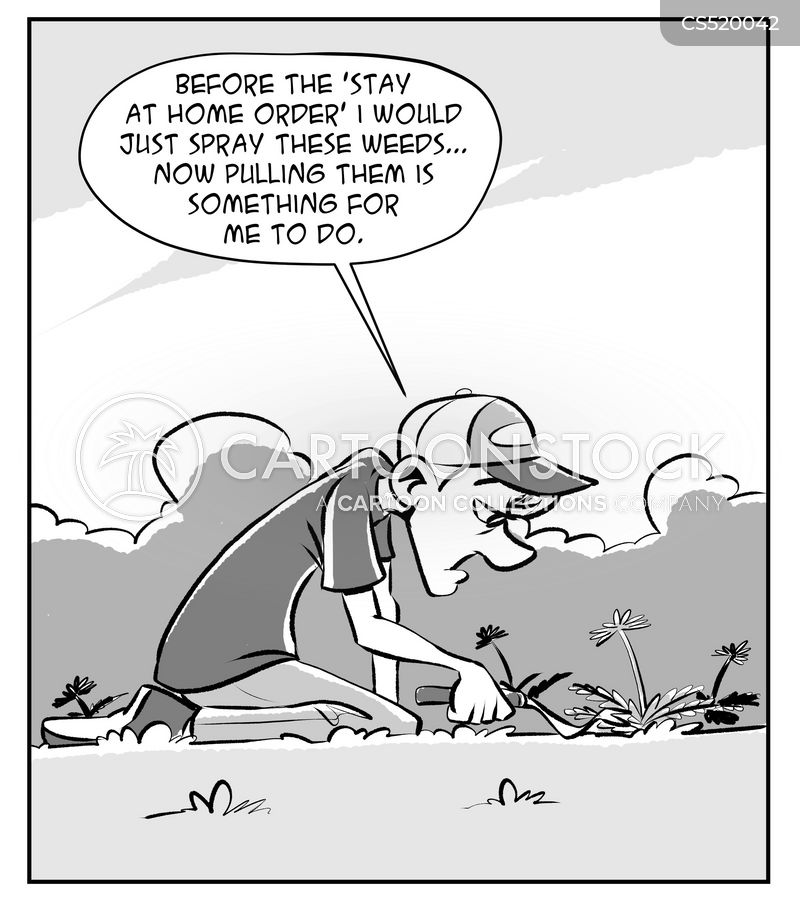 CS520042
BEFORE THE 'STAY
AT HOME ORDER' I WOULD
JUST SPRAY THESE WEEDS...
NOW PULLING THEM IS
SOMETHING FOR
ME TO DO.
CARTOONSTOCK
A CARTOON COLLECTIONS COMPANY